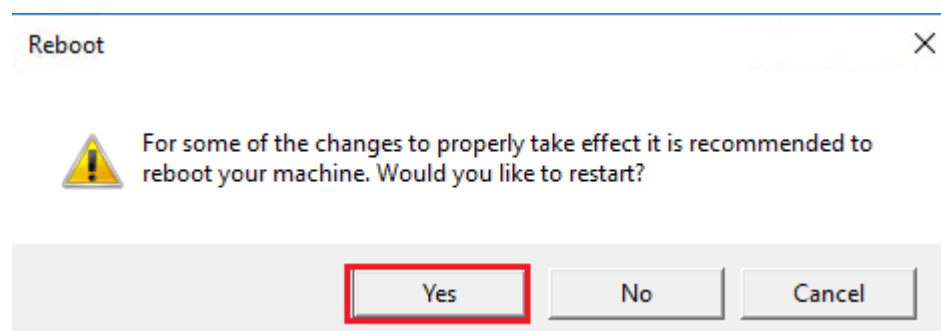 Reboot
For some of the changes to properly take effect it is recommended to
reboot your machine. Would you like to restart?
Yes
No
Cancel